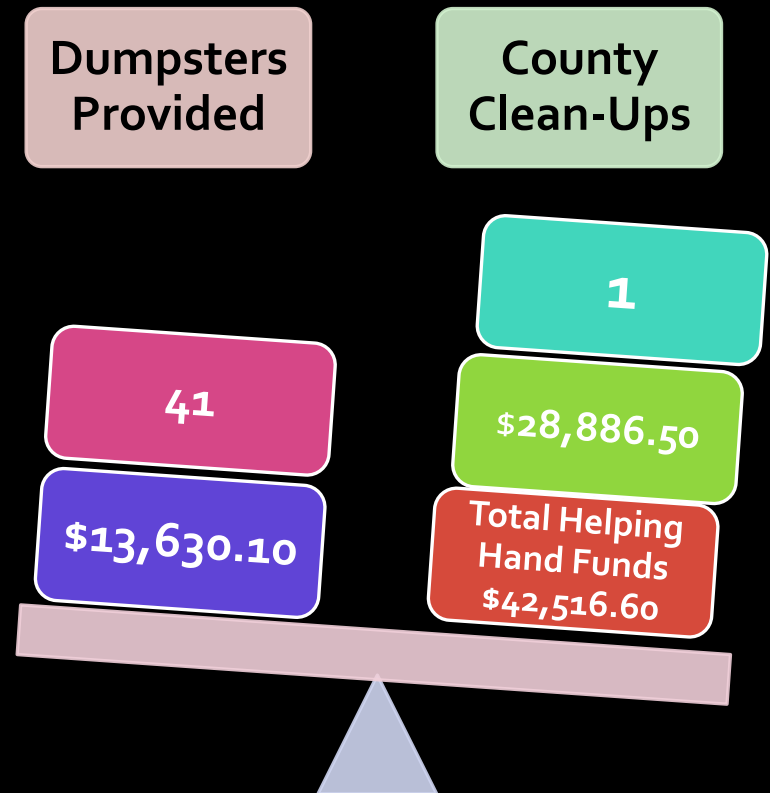 Dumpsters
Provided
County
Clean-Ups
41
$13,630.10
1
$28,886.50
Total Helping
Hand Funds
$42,516.60